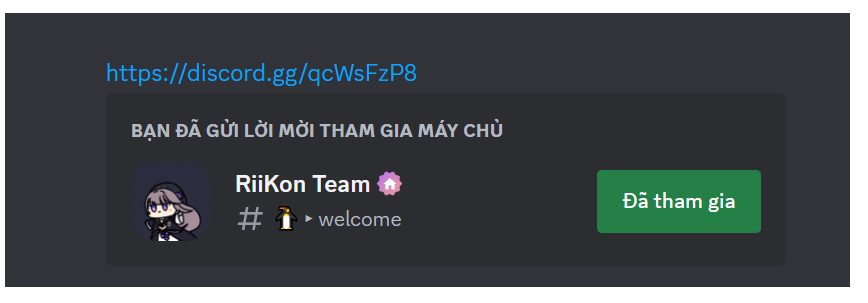 https://discord.gg/qcWsFzP8
BẠN ĐÃ GỬI LỜI MỜI THAM GIA MÁY CHỦ
RiiKon Team
# 🐧 ▸ welcome
Đã tham gia